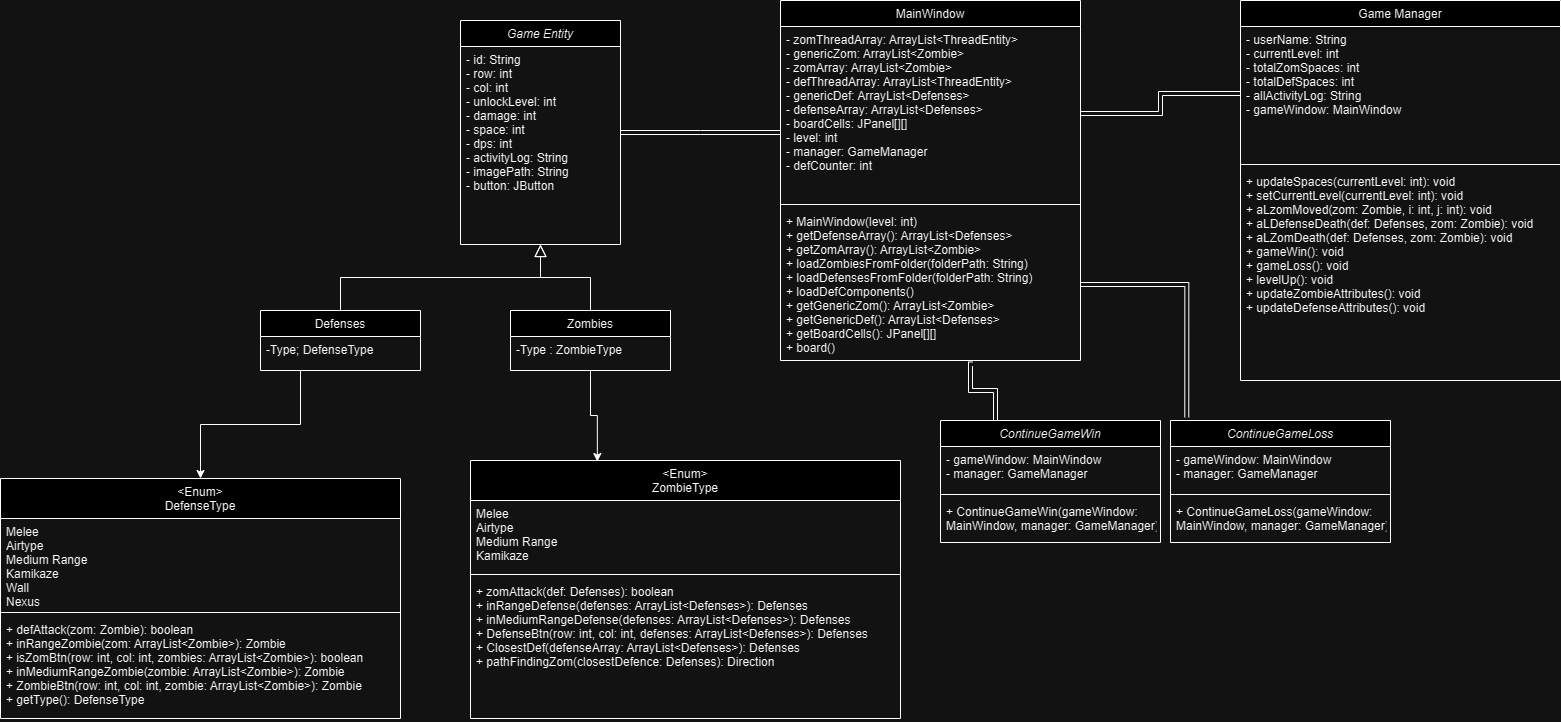 Game Entity
- id: String
- row: int
- col: int
- unlockLevel: int
- damage: int
- space: int
- dps: int
- activityLog: String
- imagePath: String
- button: JButton
MainWindow
- zomThreadArray: ArrayList<ThreadEntity>
- genericZom: ArrayList<Zombie>
- zomArray: ArrayList<Zombie>
- defThreadArray: ArrayList<ThreadEntity>
- genericDef: ArrayList<Defenses>
- defenseArray: ArrayList<Defenses>
- boardCells: JPanel[][]
- level: int
- manager: GameManager
- defCounter: int
+ MainWindow(level: int)
+ getDefenseArray(): ArrayList<Defenses>
+ getZomArray(): ArrayList<Zombie>
+ loadZombiesFromFolder(folderPath: String)
+ loadDefensesFromFolder(folderPath: String)
+ loadDefComponents()
+ getGenericZom(): ArrayList<Zombie>
+ getGenericDef(): ArrayList<Defenses>
+ getBoardCells(): JPanel[][]
+ board()
Game Manager
- userName: String
- currentLevel: int
- totalZomSpaces: int
- totalDefSpaces: int
- allActivityLog: String
- gameWindow: MainWindow
+ updateSpaces(currentLevel: int): void
+ setCurrentLevel(currentLevel: int): void
+ aLzomMoved(zom: Zombie, i: int, j: int): void
+ aLDefenseDeath(def: Defenses, zom: Zombie): void
+ aLZomDeath(def: Defenses, zom: Zombie): void
+ gameWin(): void
+ gameLoss(): void
+ levelUp(): void
+ updateZombieAttributes(): void
+ updateDefenseAttributes(): void
Defenses
-Type; DefenseType
Zombies
-Type : ZombieType
ContinueGameWin
- gameWindow: MainWindow
- manager: GameManager
+ ContinueGameWin(gameWindow:
MainWindow, manager: GameManager)
ContinueGameLoss
- gameWindow: MainWindow
- manager: GameManager
+ ContinueGameLoss(gameWindow:
MainWindow, manager: GameManager)
<Enum>
DefenseType
Melee
Airtype
Medium Range
Kamikaze
Wall
Nexus
+ defAttack(zom: Zombie): boolean
+ inRangeZombie(zom: ArrayList<Zombie>): Zombie
+ isZomBtn(row: int, col: int, zombies: ArrayList<Zombie>): boolean
+ inMediumRangeZombie(zombie: ArrayList<Zombie>): Zombie
+ ZombieBtn(row: int, col: int, zombie: ArrayList<Zombie>): Zombie
+ getType(): DefenseType
<Enum>
ZombieType
Melee
Airtype
Medium Range
Kamikaze
+ zomAttack(def: Defenses): boolean
+ inRangeDefense(defenses: ArrayList<Defenses>): Defenses
+ inMediumRangeDefense(defenses: ArrayList<Defenses>): Defenses
+ DefenseBtn(row: int, col: int, defenses: ArrayList<Defenses>): Defenses
+ ClosestDef(defenseArray: ArrayList<Defenses>): Defenses
+ pathFindingZom(closestDefence: Defenses): Direction